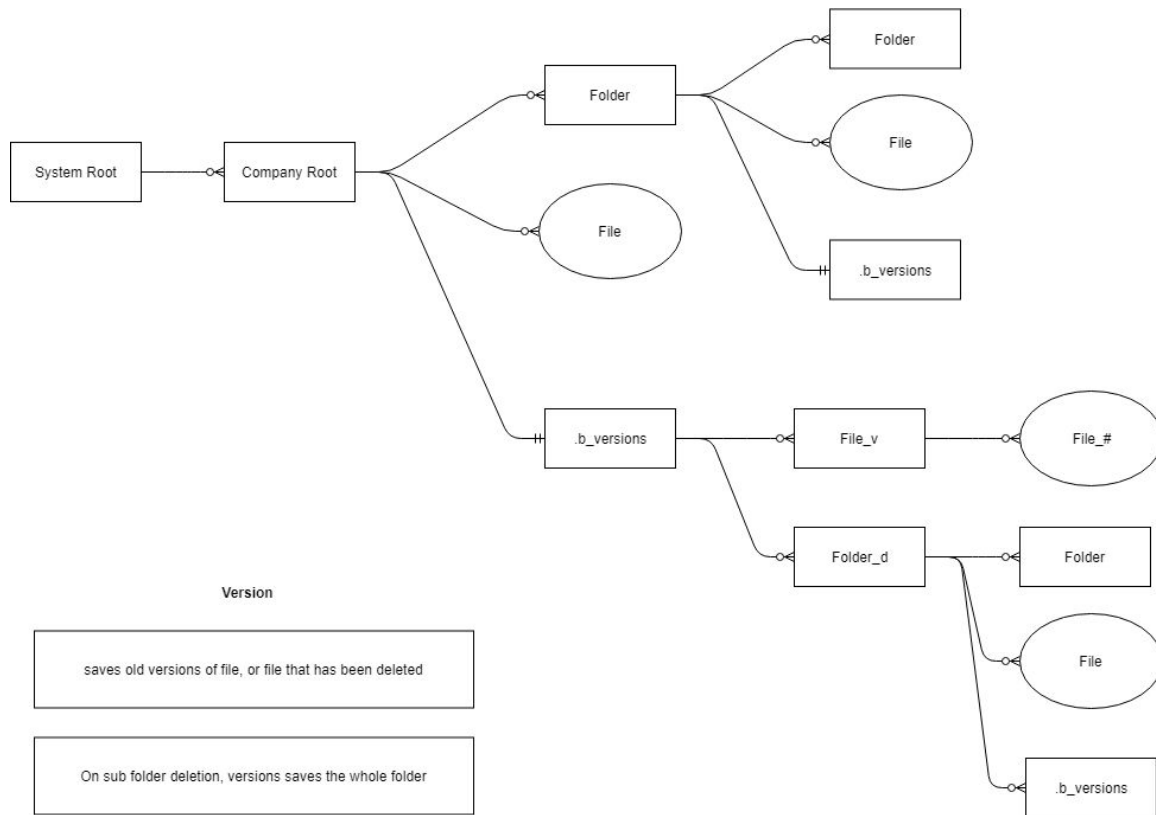 Folder
Folder
File
System Root
Company Root
File
.b_versions
.b_versions
File_v
File_#
Folder_d
Folder
Version
saves old versions of file, or file that has been deleted
File
On sub folder deletion, versions saves the whole folder
.b_versions